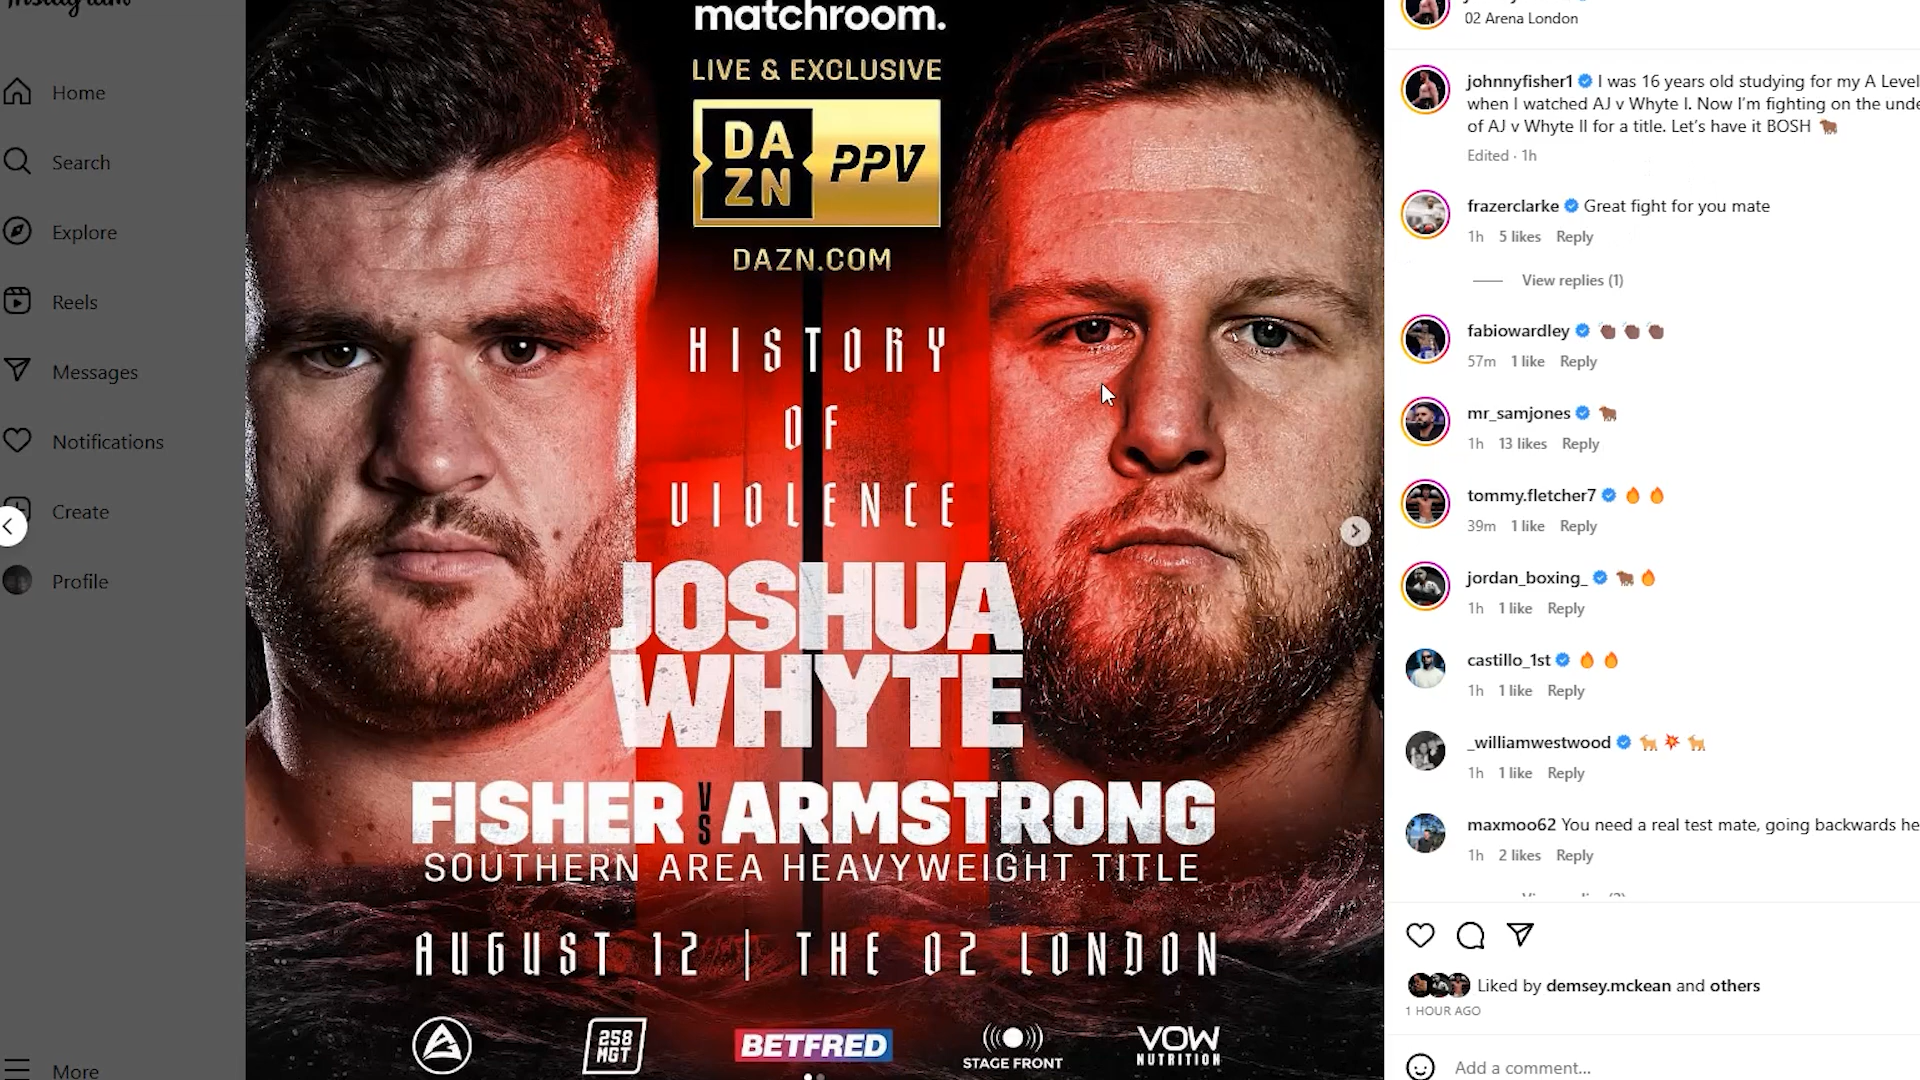 Instagram
Home
Search
Explore
Reels
Messages
Notifications
Create
Profile
More
matchroom.
LIVE & EXCLUSIVE
DA
ZN
PPV
DAZN.COM
HISTORY
OF
VIOLENCE
JOSHUA
WHYTE
FISHER VS ARMSTRONG
SOUTHERN AREA HEAVYWEIGHT TITLE
AUGUST 12 | THE O2 LONDON
258
MGT
BETFRED
STAGE FRONT
VOW
NUTRITION
02 Arena London
johnnyfisher1 I was 16 years old studying for my A Level
when I watched AJ v Whyte I. Now I’m fighting on the unde
of AJ v Whyte II for a title. Let’s have it BOSH 🐂
Edited · 1h
frazerclarke Great fight for you mate
1h 5 likes Reply
View replies (1)
fabiowardley 👏🏾👏🏾👏🏾
57m 1 like Reply
mr_samjones 🐂
1h 13 likes Reply
tommy.fletcher7 🔥🔥
39m 1 like Reply
jordan_boxing_ 🐂🔥
1h 1 like Reply
castillo_1st 🔥🔥
1h 1 like Reply
_williamwestwood 🐐💥🐐
1h 1 like Reply
maxmoo62 You need a real test mate, going backwards he
1h 2 likes Reply
Liked by demsey.mckean and others
1 HOUR AGO
Add a comment...